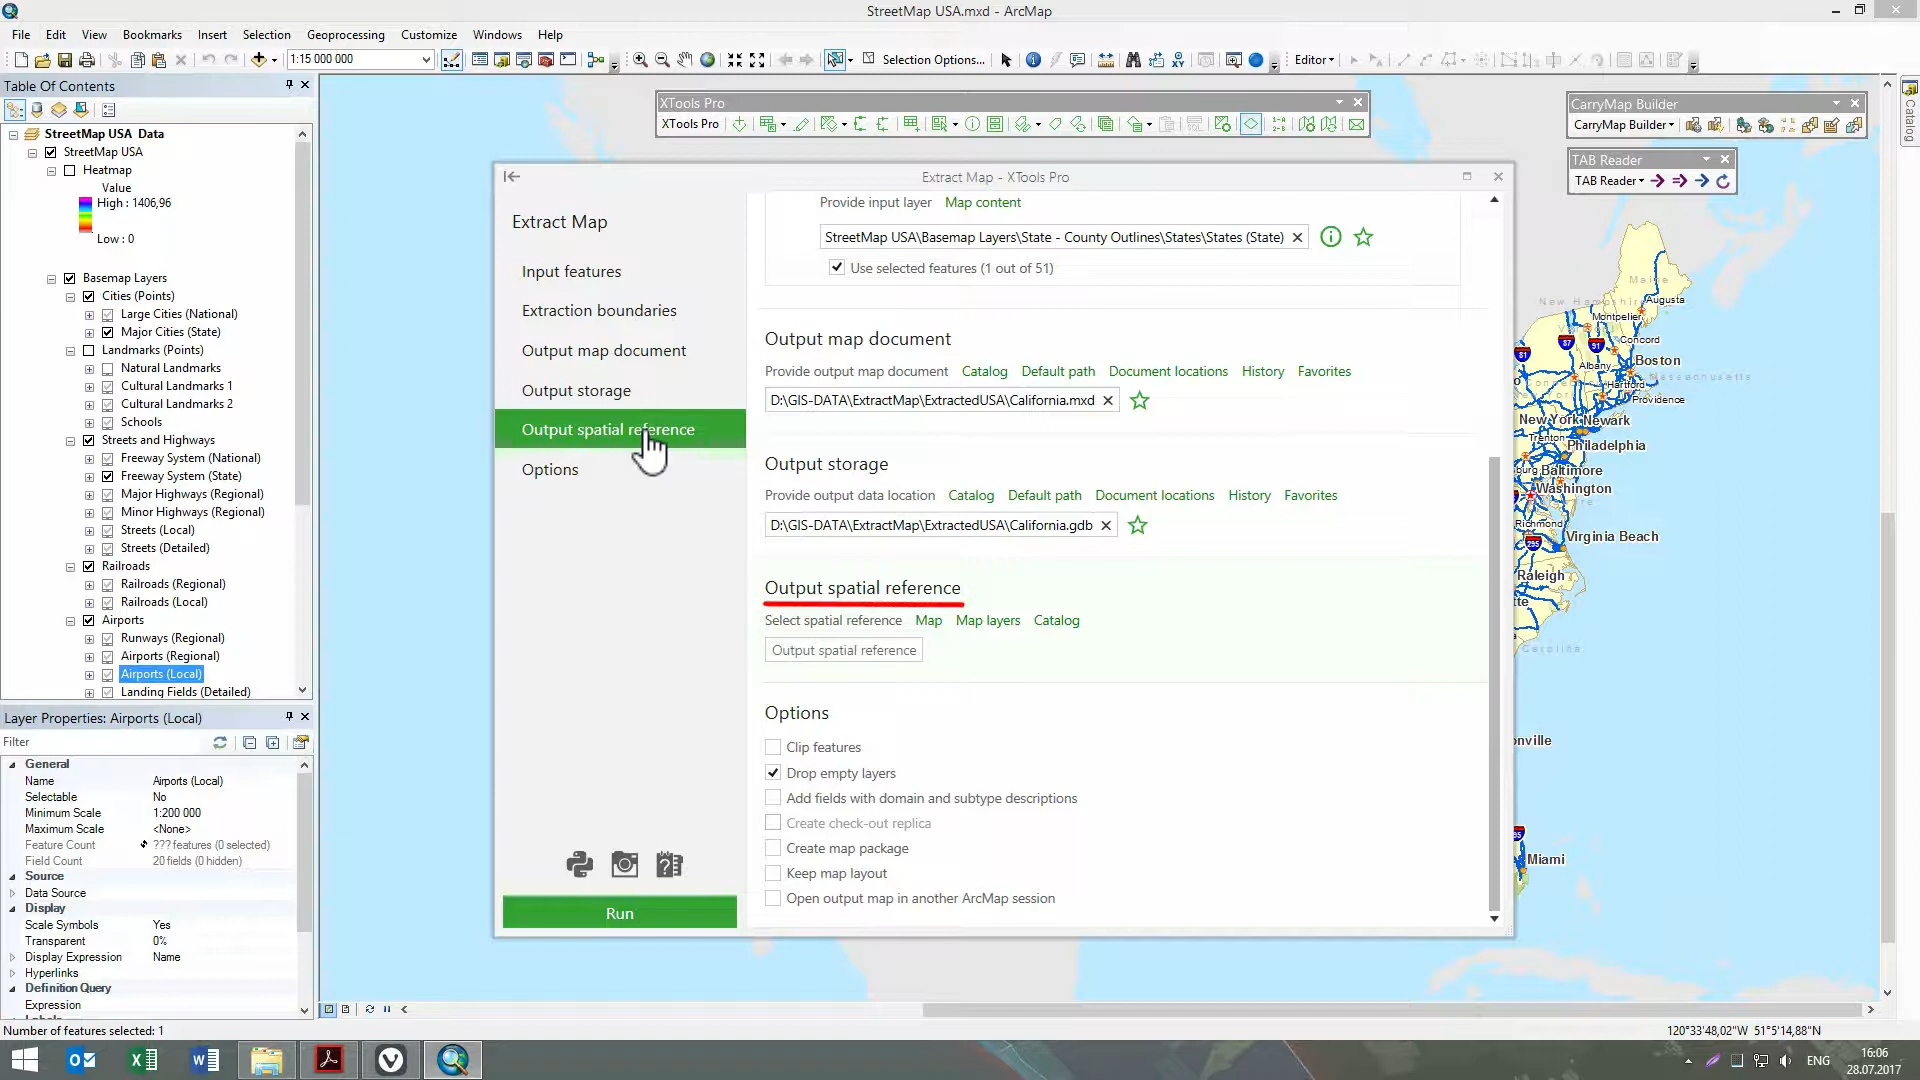 StreetMap USA.mxd - ArcMap
File Edit View Bookmarks Insert Selection Geoprocessing Customize Windows Help
1:15 000 000
Selection Options...
Editor
Table Of Contents
StreetMap USA Data
StreetMap USA
Heatmap
Value
High : 1406,96
Low : 0
Basemap Layers
Cities (Points)
Large Cities (National)
Major Cities (State)
Landmarks (Points)
Natural Landmarks
Cultural Landmarks 1
Cultural Landmarks 2
Schools
Streets and Highways
Freeway System (National)
Freeway System (State)
Major Highways (Regional)
Minor Highways (Regional)
Streets (Local)
Streets (Detailed)
Railroads
Railroads (Regional)
Railroads (Local)
Airports
Runways (Regional)
Airports (Regional)
Airports (Local)
Landing Fields (Detailed)
Layer Properties: Airports (Local)
Filter
General
Name Airports (Local)
Selectable No
Minimum Scale 1:200 000
Maximum Scale <None>
Feature Count ??? features (0 selected)
Field Count 20 fields (0 hidden)
Source
Data Source
Display
Scale Symbols Yes
Transparent 0%
Display Expression Name
Hyperlinks
Definition Query
Expression
Number of features selected: 1
XTools Pro
XTools Pro
CarryMap Builder
CarryMap Builder
TAB Reader
TAB Reader
Catalog
Extract Map - XTools Pro
Extract Map
Input features
Extraction boundaries
Output map document
Output storage
Output spatial reference
Options
Run
Provide input layer Map content
StreetMap USA\Basemap Layers\State - County Outlines\States\States (State)
Use selected features (1 out of 51)
Output map document
Provide output map document Catalog Default path Document locations History Favorites
D:\GIS-DATA\ExtractMap\ExtractedUSA\California.mxd
Output storage
Provide output data location Catalog Default path Document locations History Favorites
D:\GIS-DATA\ExtractMap\ExtractedUSA\California.gdb
Output spatial reference
Select spatial reference Map Map layers Catalog
Output spatial reference
Options
Clip features
Drop empty layers
Add fields with domain and subtype descriptions
Create check-out replica
Create map package
Keep map layout
Open output map in another ArcMap session
Maine
New Hampshire
Augusta
Montpelier
87
91
81
Concord
Boston
Albany
Massachusetts
Hartford
Providence
New York
Newark
Trenton
Philadelphia
Baltimore
Washington
Richmond
295
Virginia Beach
Raleigh
Carolina
onville
95
Miami
120°33'48,02"W 51°5'14,88"N
ENG
16:06
28.07.2017